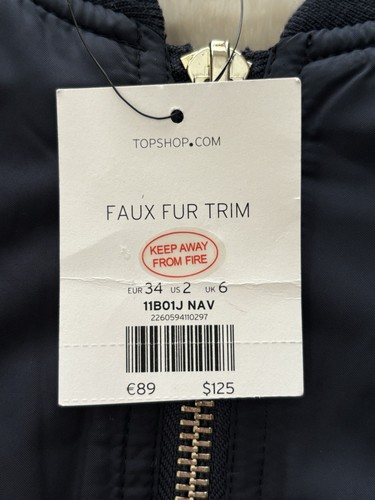 TOPSHOP.COM
FAUX FUR TRIM
KEEP AWAY
FROM FIRE
EUR 34 US 2 UK 6
11B01J NAV
2260594110297
€89 $125